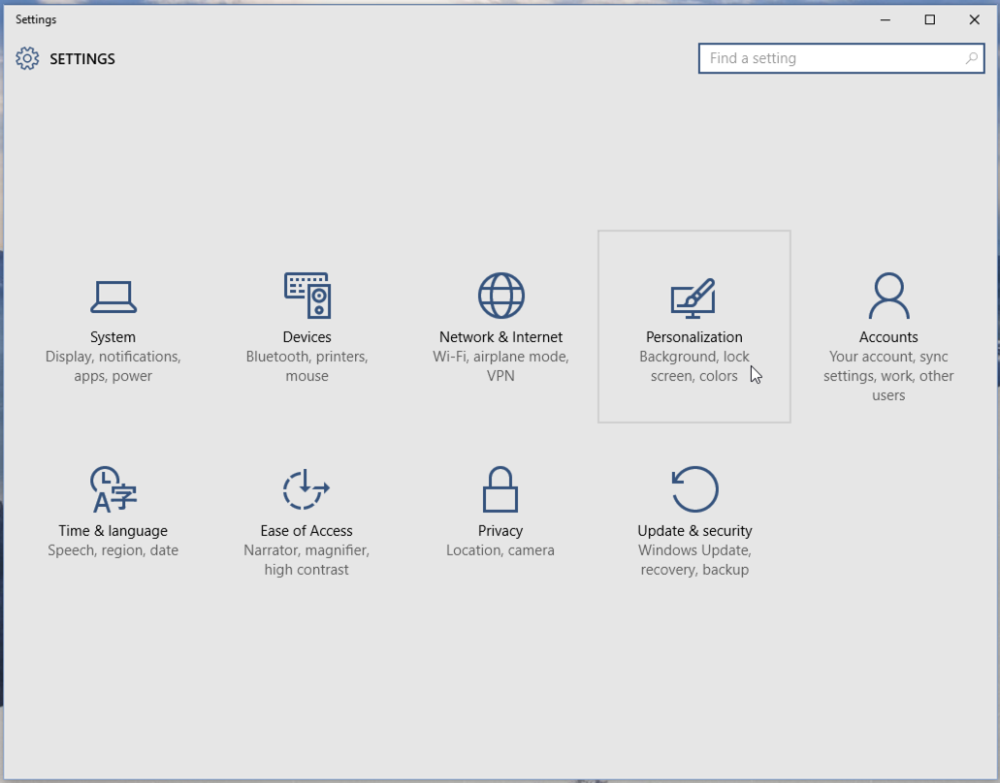 Settings
SETTINGS
Find a setting
System
Display, notifications,
apps, power
Devices
Bluetooth, printers,
mouse
Network & Internet
Wi-Fi, airplane mode,
VPN
Personalization
Background, lock
screen, colors
Accounts
Your account, sync
settings, work, other
users
Time & language
Speech, region, date
Ease of Access
Narrator, magnifier,
high contrast
Privacy
Location, camera
Update & security
Windows Update,
recovery, backup